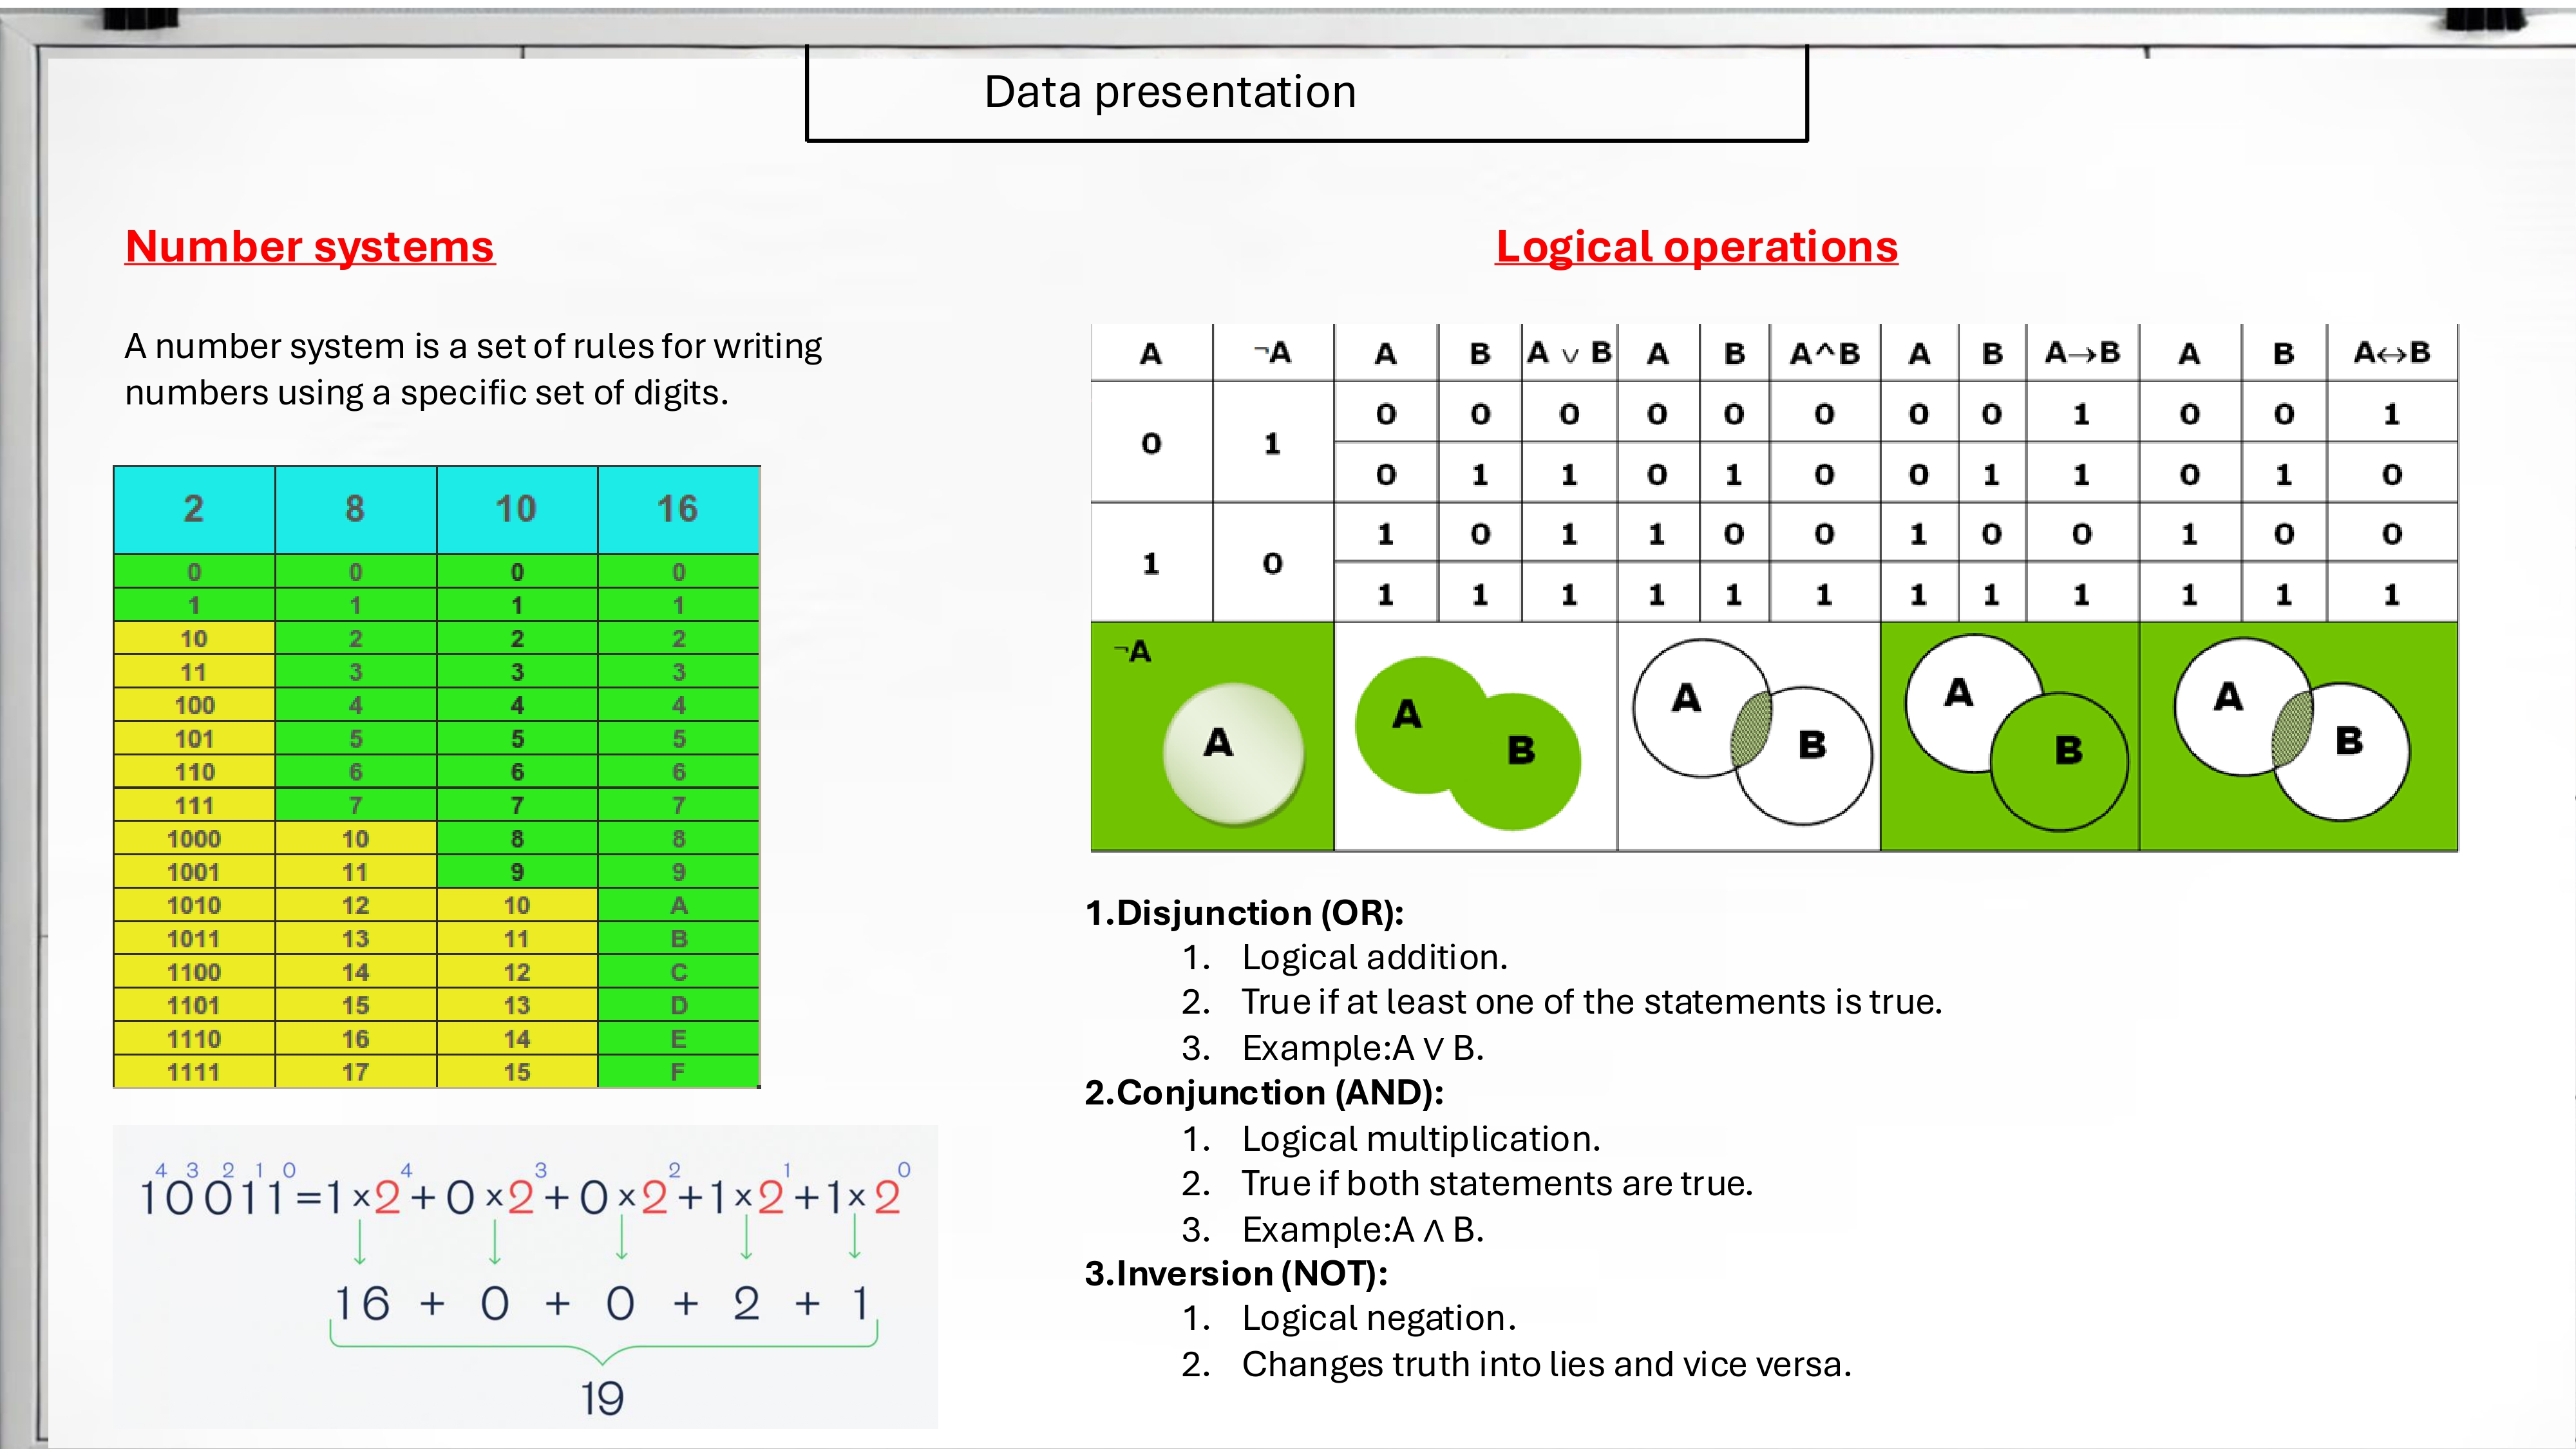 Data presentation
Number systems
A number system is a set of rules for writing
numbers using a specific set of digits.
2 8 10 16
0 0 0 0
1 1 1 1
10 2 2 2
11 3 3 3
100 4 4 4
101 5 5 5
110 6 6 6
111 7 7 7
1000 10 8 8
1001 11 9 9
1010 12 10 A
1011 13 11 B
1100 14 12 C
1101 15 13 D
1110 16 14 E
1111 17 15 F
4 3 2 1 0 4 3 2 1 0
10011=1×2+0×2+0×2+1×2+1×2
16 + 0 + 0 + 2 + 1
19
Logical operations
A ¬A A B A ∨ B A B A^B A B A→B A B A↔B
0 0 0 0 0 0 0 0 1 0 0 1
0 1
0 1 1 0 1 0 0 1 1 0 1 0
1 0 1 1 0 0 1 0 0 1 0 0
1 0
1 1 1 1 1 1 1 1 1 1 1 1
¬A
A A B A B A B A B
1.Disjunction (OR):
1. Logical addition.
2. True if at least one of the statements is true.
3. Example:A ∨ B.
2.Conjunction (AND):
1. Logical multiplication.
2. True if both statements are true.
3. Example:A ∧ B.
3.Inversion (NOT):
1. Logical negation.
2. Changes truth into lies and vice versa.